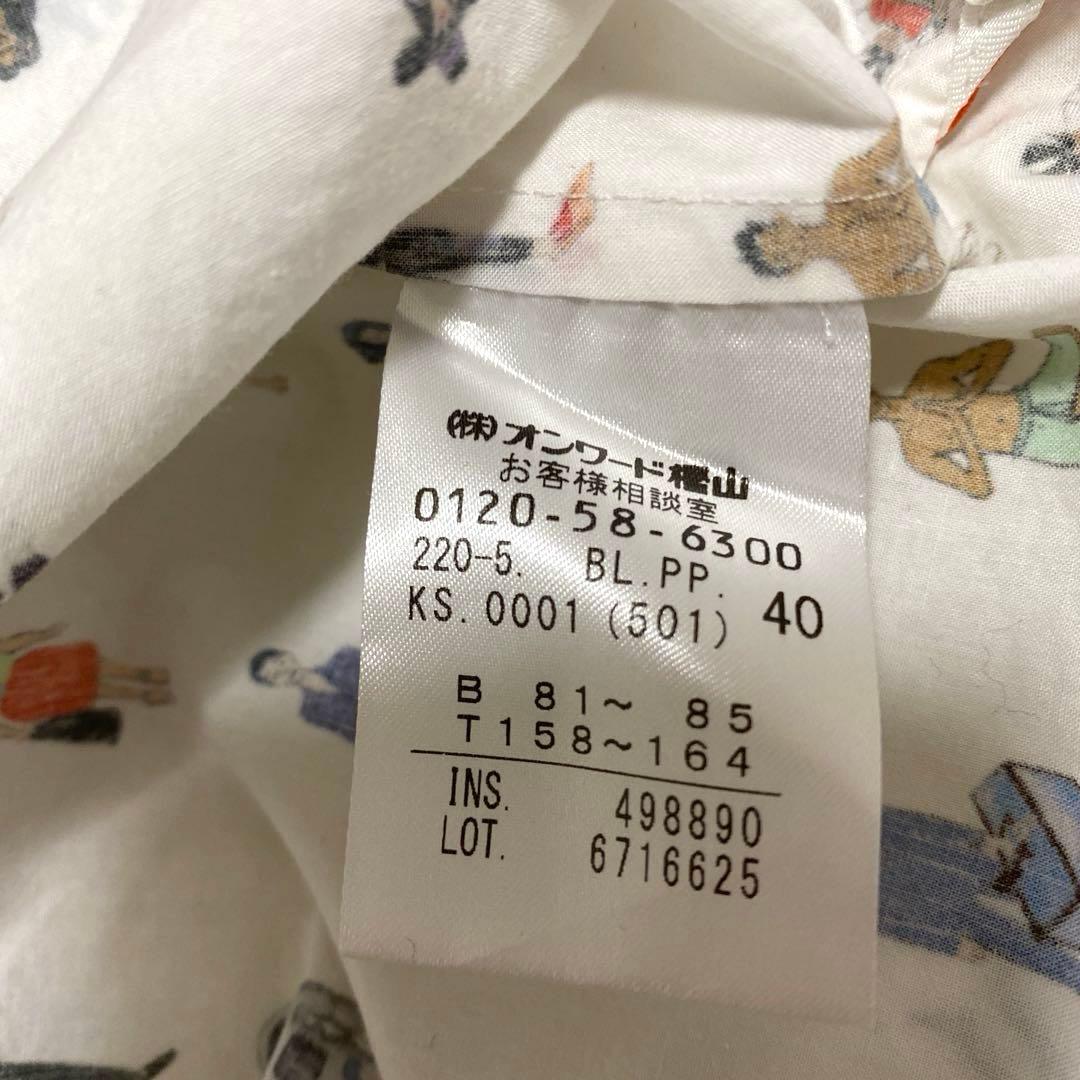 (株)オンワード樫山
お客様相談室
0120-58-6300
220-5. BL.PP. 40
KS.0001(501)
B 81～ 85
T158～164
INS. 498890
LOT. 6716625